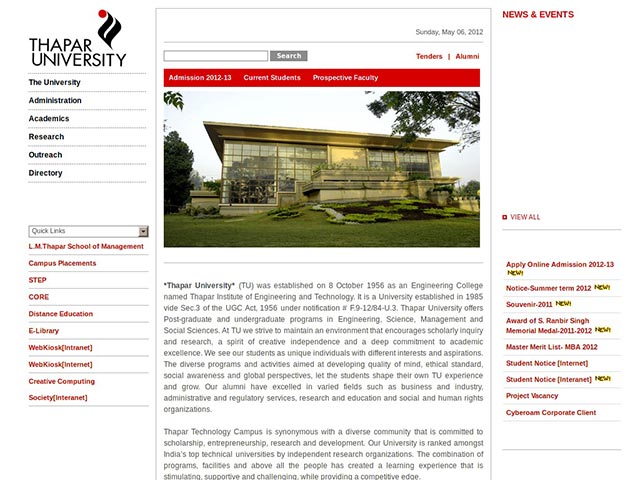 THAPAR
UNIVERSITY
The University
Administration
Academics
Research
Outreach
Directory
Quick Links
L.M.Thapar School of Management
Campus Placements
STEP
CORE
Distance Education
E-Library
WebKiosk[Intranet]
WebKiosk[Internet]
Creative Computing
Society[Interanet]
Sunday, May 06, 2012
Search
Tenders | Alumni
Admission 2012-13 Current Students Prospective Faculty
*Thapar University* (TU) was established on 8 October 1956 as an Engineering College
named Thapar Institute of Engineering and Technology. It is a University established in 1985
vide Sec.3 of the UGC Act, 1956 under notification # F.9-12/84-U.3. Thapar University offers
Post-graduate and undergraduate programs in Engineering, Science, Management and
Social Sciences. At TU we strive to maintain an environment that encourages scholarly inquiry
and research, a spirit of creative independence and a deep commitment to academic
excellence. We see our students as unique individuals with different interests and aspirations.
The diverse programs and activities aimed at developing quality of mind, ethical standard,
social awareness and global perspectives, let the students shape their own TU experience
and grow. Our alumni have excelled in varied fields such as business and industry,
administrative and regulatory services, research and education and social and human rights
organizations.
Thapar Technology Campus is synonymous with a diverse community that is committed to
scholarship, entrepreneurship, research and development. Our University is ranked amongst
India's top technical universities by independent research organizations. The combination of
programs, facilities and above all the people has created a learning experience that is
stimulating, supportive and challenging, while providing a competitive edge.
NEWS & EVENTS
VIEW ALL
Apply Online Admission 2012-13
NEW!
Notice-Summer term 2012 NEW!
Souvenir-2011 NEW!
Award of S. Ranbir Singh
Memorial Medal-2011-2012 NEW!
Master Merit List- MBA 2012
Student Notice [Internet]
Student Notice [Interanet] NEW!
Project Vacancy
Cyberoam Corporate Client